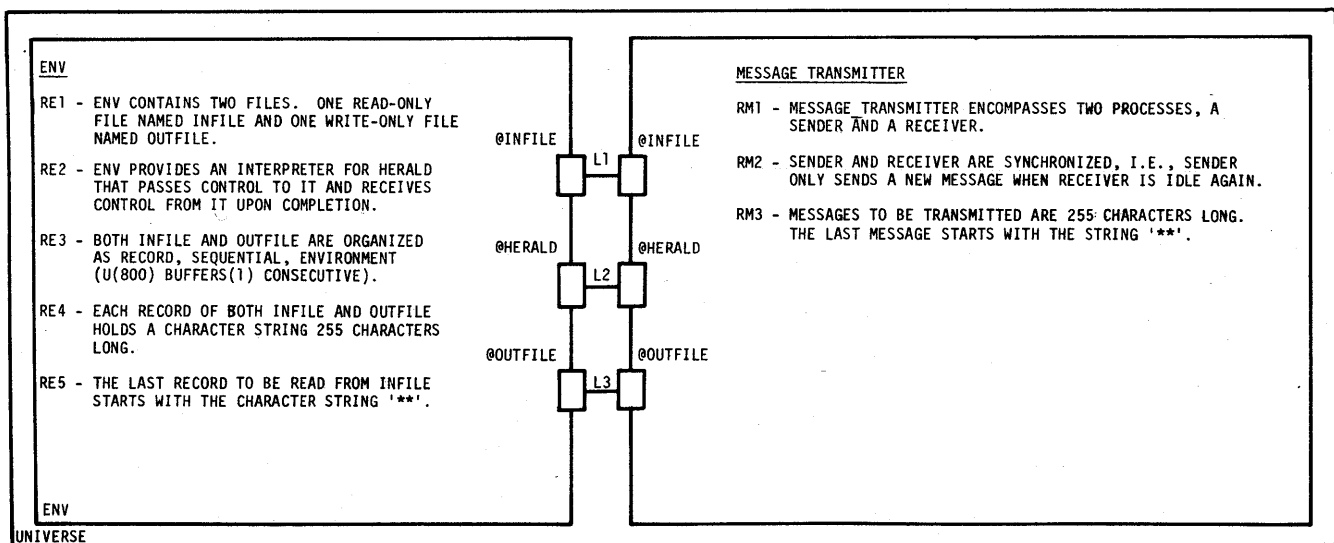 ENV
RE1 - ENV CONTAINS TWO FILES. ONE READ-ONLY
FILE NAMED INFILE AND ONE WRITE-ONLY FILE
NAMED OUTFILE.
RE2 - ENV PROVIDES AN INTERPRETER FOR HERALD
THAT PASSES CONTROL TO IT AND RECEIVES
CONTROL FROM IT UPON COMPLETION.
RE3 - BOTH INFILE AND OUTFILE ARE ORGANIZED
AS RECORD, SEQUENTIAL, ENVIRONMENT
(U(800) BUFFERS(1) CONSECUTIVE).
RE4 - EACH RECORD OF BOTH INFILE AND OUTFILE
HOLDS A CHARACTER STRING 255 CHARACTERS
LONG.
RE5 - THE LAST RECORD TO BE READ FROM INFILE
STARTS WITH THE CHARACTER STRING '**'.
ENV
UNIVERSE
@INFILE
L1
@INFILE
@HERALD
L2
@HERALD
@OUTFILE
L3
@OUTFILE
MESSAGE TRANSMITTER
RM1 - MESSAGE_TRANSMITTER ENCOMPASSES TWO PROCESSES, A
SENDER AND A RECEIVER.
RM2 - SENDER AND RECEIVER ARE SYNCHRONIZED, I.E., SENDER
ONLY SENDS A NEW MESSAGE WHEN RECEIVER IS IDLE AGAIN.
RM3 - MESSAGES TO BE TRANSMITTED ARE 255 CHARACTERS LONG.
THE LAST MESSAGE STARTS WITH THE STRING '**'.